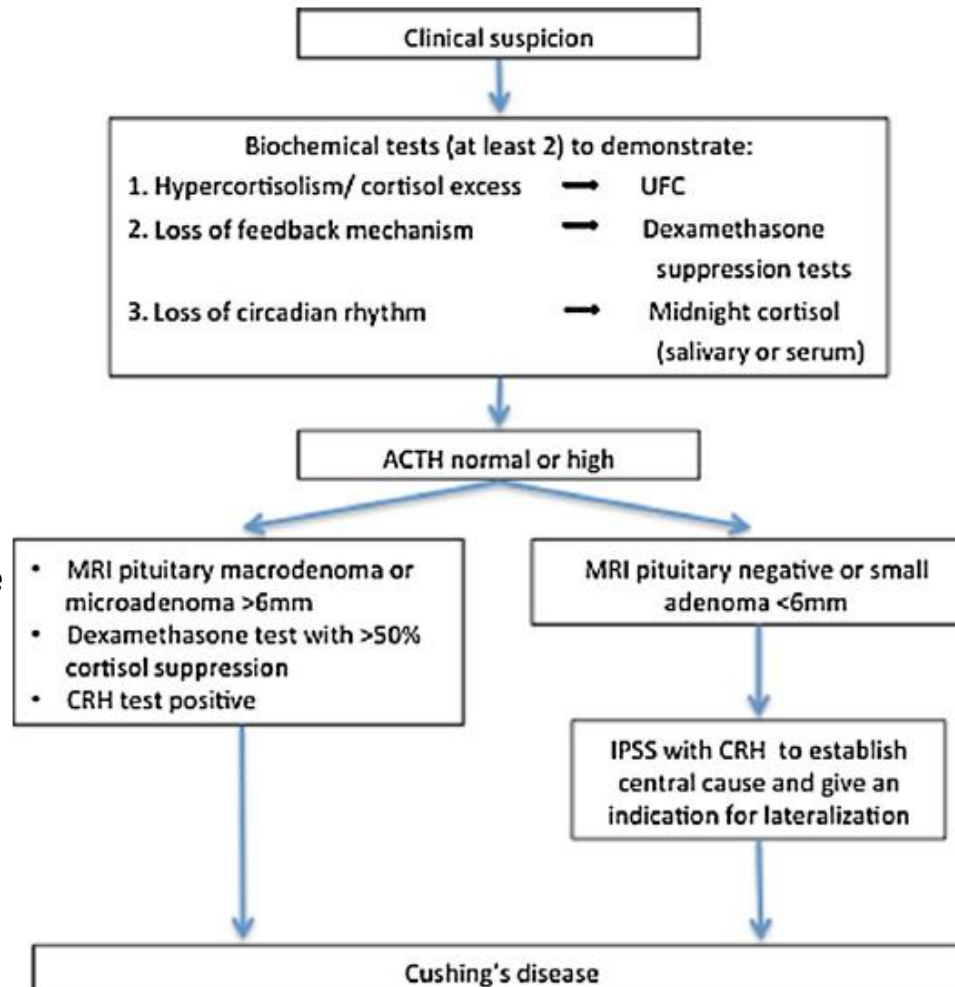 Clinical suspicion
Biochemical tests (at least 2) to demonstrate:
1. Hypercortisolism/ cortisol excess → UFC
2. Loss of feedback mechanism → Dexamethasone
suppression tests
3. Loss of circadian rhythm → Midnight cortisol
(salivary or serum)
ACTH normal or high
• MRI pituitary macrodenoma or
microadenoma >6mm
• Dexamethasone test with >50%
cortisol suppression
• CRH test positive
MRI pituitary negative or small
adenoma <6mm
IPSS with CRH to establish
central cause and give an
indication for lateralization
Cushing's disease
e